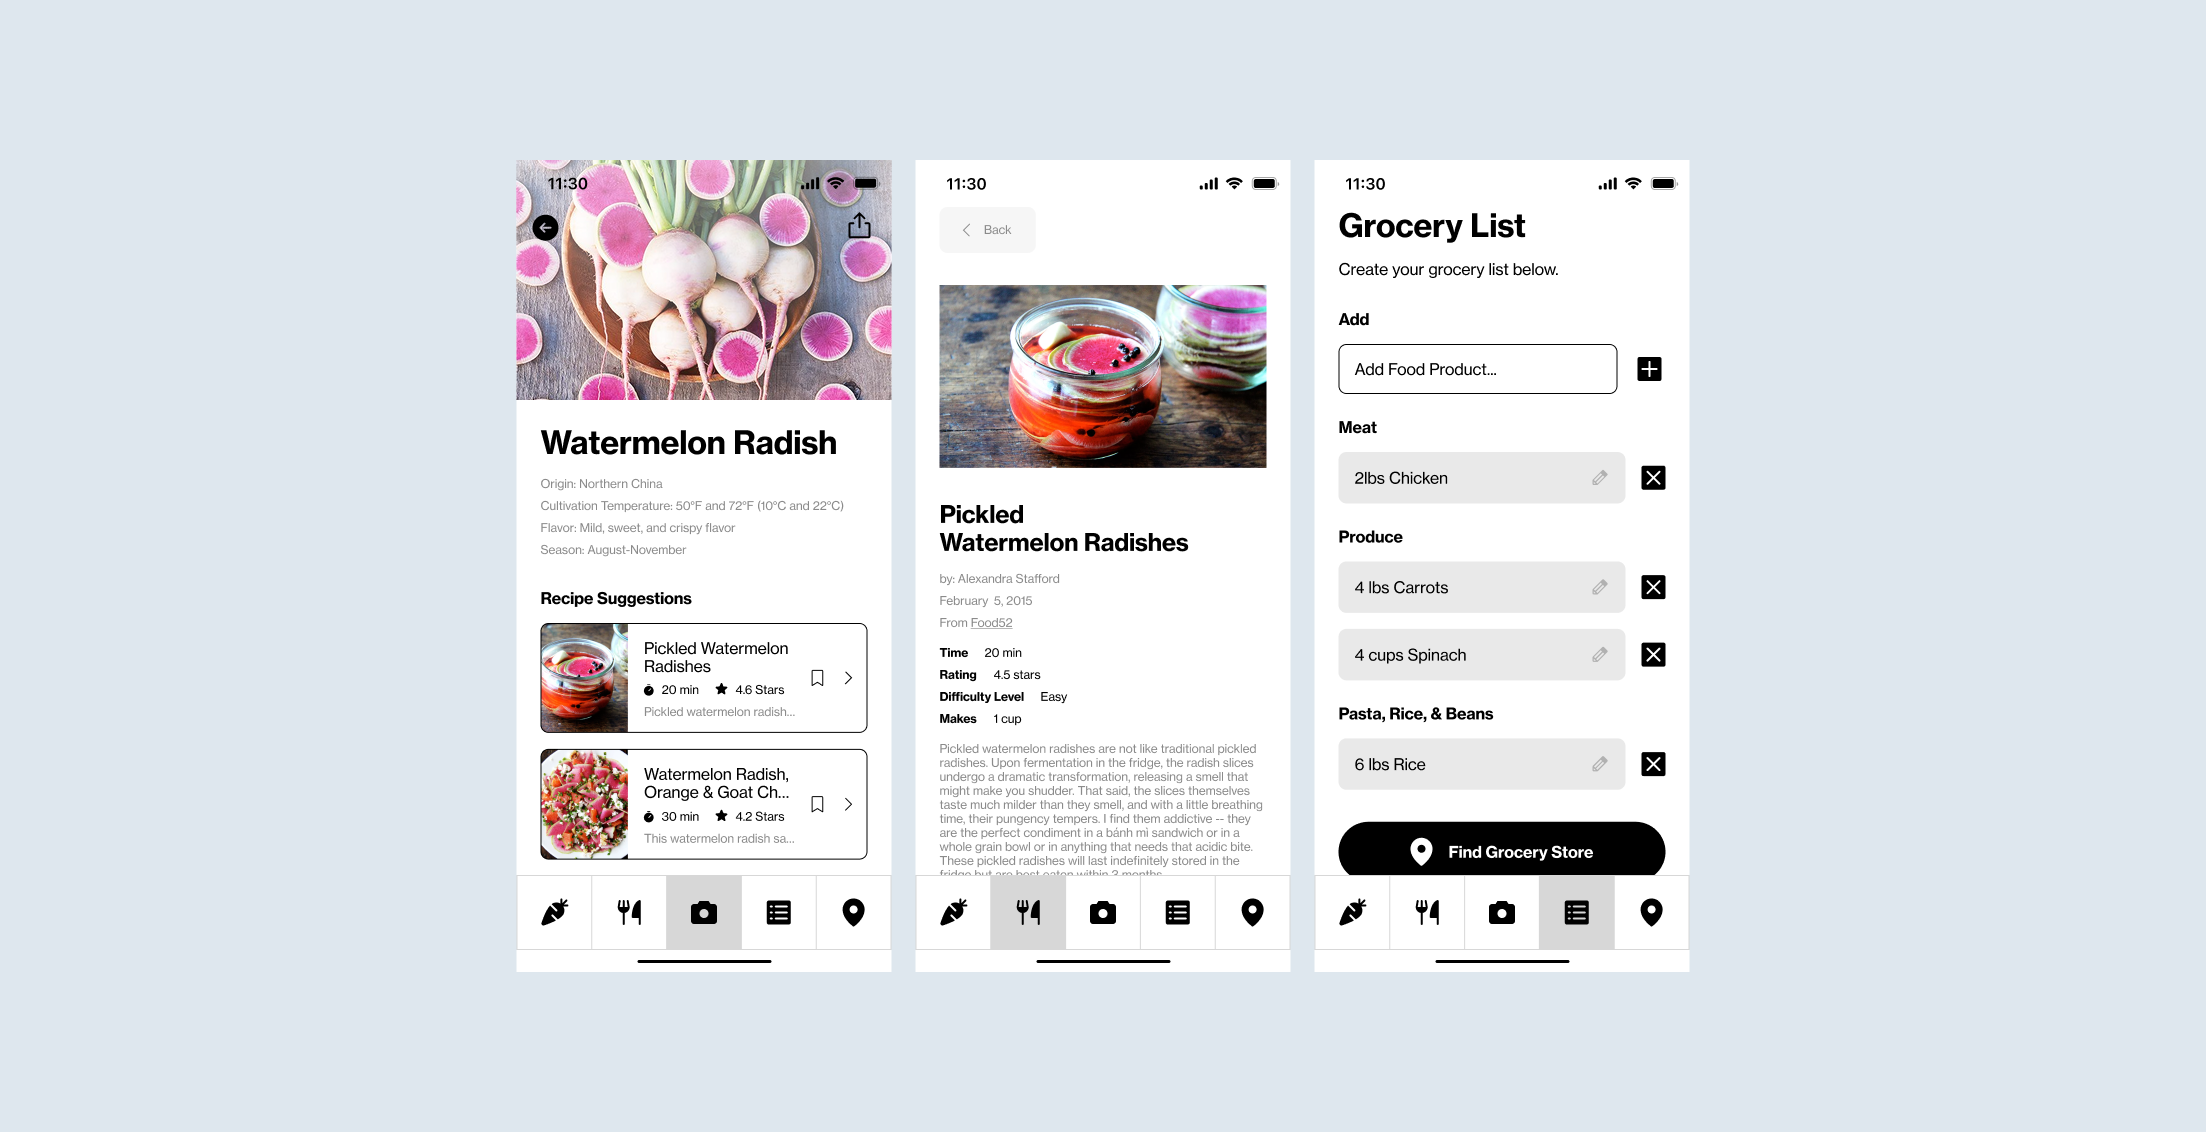 11:30
Watermelon Radish
Origin: Northern China
Cultivation Temperature: 50°F and 72°F (10°C and 22°C)
Flavor: Mild, sweet, and crispy flavor
Season: August-November
Recipe Suggestions
Pickled Watermelon
Radishes
20 min 4.6 Stars
Pickled watermelon radish...
Watermelon Radish,
Orange & Goat Ch...
30 min 4.2 Stars
This watermelon radish sa...
11:30
Back
Pickled
Watermelon Radishes
by: Alexandra Stafford
February 5, 2015
From Food52
Time 20 min
Rating 4.5 stars
Difficulty Level Easy
Makes 1 cup
Pickled watermelon radishes are not like traditional pickled
radishes. Upon fermentation in the fridge, the radish slices
undergo a dramatic transformation, releasing a smell that
might make you shudder. That said, the slices themselves
taste much milder than they smell, and with a little breathing
time, their pungency tempers. I find them addictive -- they
are the perfect condiment in a bánh mì sandwich or in a
whole grain bowl or in anything that needs that acidic bite.
These pickled radishes will last indefinitely stored in the
fridge but are best eaten within 3 months.
11:30
Grocery List
Create your grocery list below.
Add
Add Food Product...
Meat
2lbs Chicken
Produce
4 lbs Carrots
4 cups Spinach
Pasta, Rice, & Beans
6 lbs Rice
Find Grocery Store